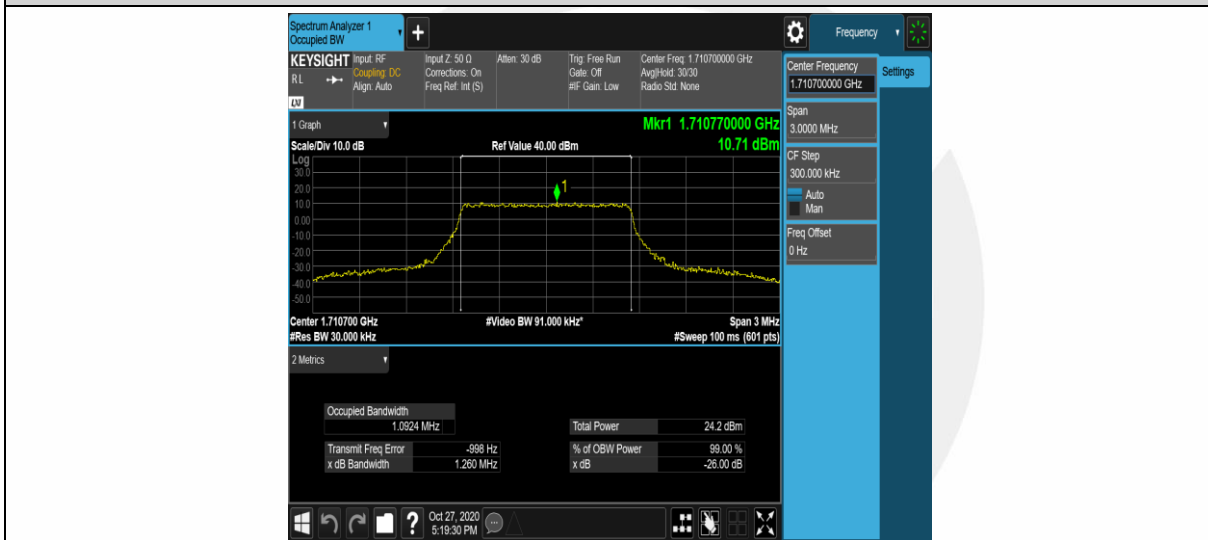 Spectrum Analyzer 1
Occupied BW
+
Frequency
KEYSIGHT
RL
LXI
Input: RF
Coupling: DC
Align: Auto
Input Z: 50 Ω
Corrections: On
Freq Ref: Int (S)
Atten: 30 dB
Trig: Free Run
Gate: Off
#IF Gain: Low
Center Freq: 1.710700000 GHz
Avg|Hold: 30/30
Radio Std: None
Center Frequency
1.710700000 GHz
Settings
Span
3.0000 MHz
CF Step
300.000 kHz
Auto
Man
Freq Offset
0 Hz
1 Graph
Mkr1 1.710770000 GHz
10.71 dBm
Scale/Div 10.0 dB
Ref Value 40.00 dBm
Log
30.0
20.0
10.0
0.00
-10.0
-20.0
-30.0
-40.0
-50.0
1
Center 1.710700 GHz
#Video BW 91.000 kHz*
Span 3 MHz
#Res BW 30.000 kHz
#Sweep 100 ms (601 pts)
2 Metrics
Occupied Bandwidth
1.0924 MHz
Total Power 24.2 dBm
Transmit Freq Error -998 Hz
% of OBW Power 99.00 %
x dB Bandwidth 1.260 MHz
x dB -26.00 dB
?
Oct 27, 2020
5:19:30 PM